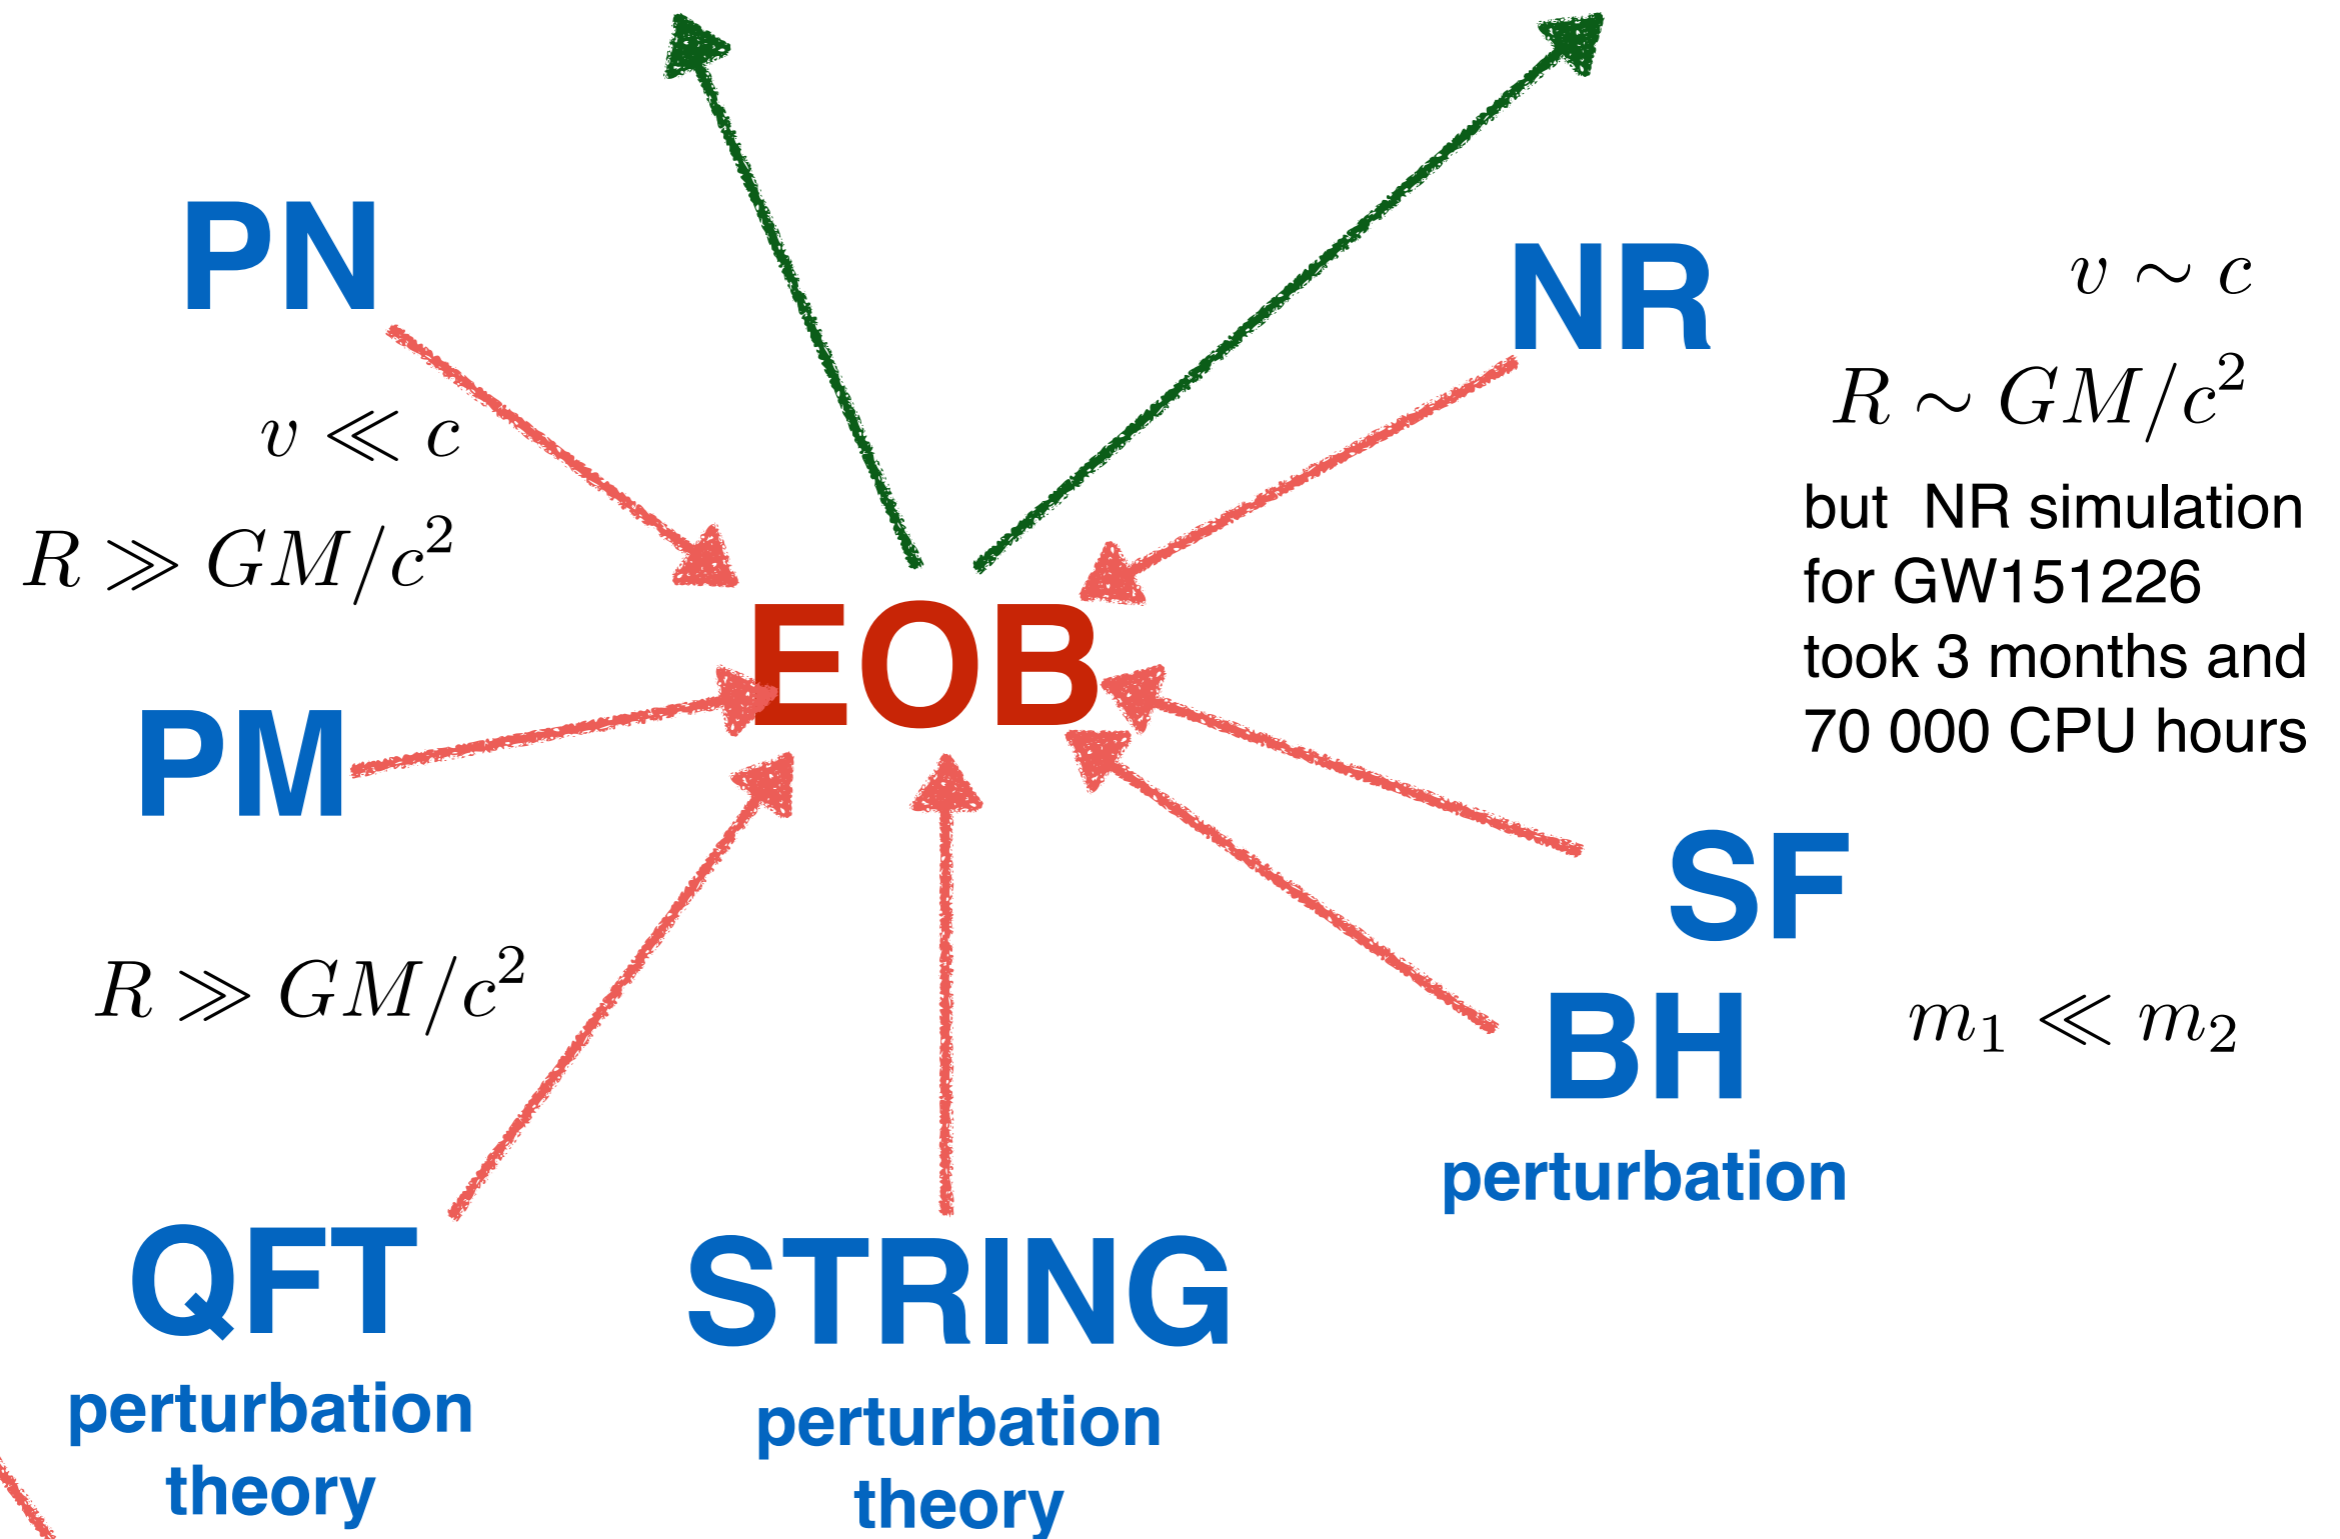 PN
NR
v ∼ c
R ∼ GM/c²
v ≪ c
R ≫ GM/c²
but NR simulation
for GW151226
took 3 months and
70 000 CPU hours
EOB
PM
SF
R ≫ GM/c²
BH
m₁ ≪ m₂
perturbation
QFT
perturbation
theory
STRING
perturbation
theory